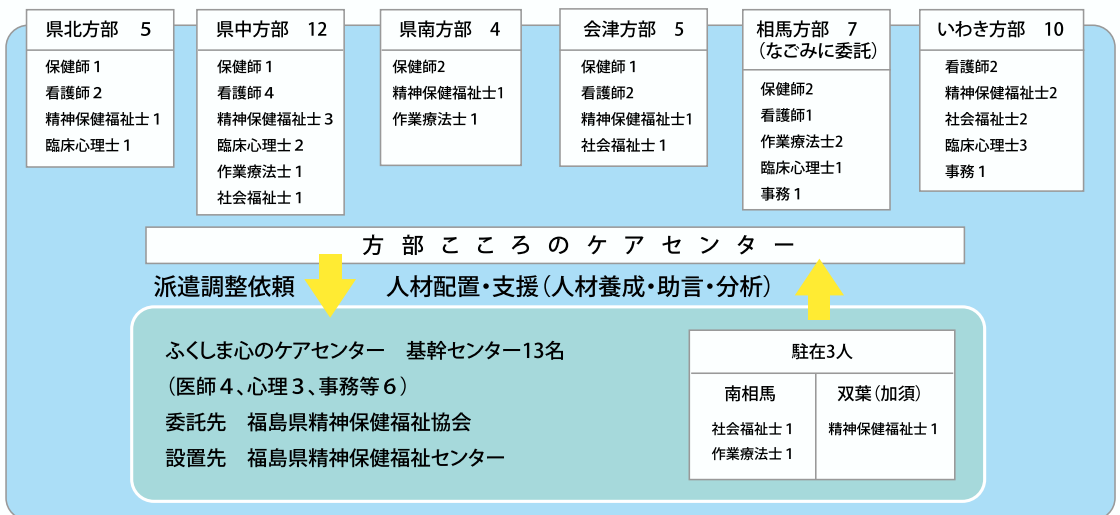 県北方部　5
保健師 1
看護師 2
精神保健福祉士 1
臨床心理士 1
県中方部　12
保健師 1
看護師 4
精神保健福祉士 3
臨床心理士 2
作業療法士 1
社会福祉士 1
県南方部　4
保健師2
精神保健福祉士1
作業療法士 1
会津方部　5
保健師 1
看護師2
精神保健福祉士1
社会福祉士 1
相馬方部　7
（なごみに委託）
保健師2
看護師1
作業療法士2
臨床心理士1
事務 1
いわき方部　10
看護師2
精神保健福祉士2
社会福祉士2
臨床心理士3
事務 1
方部こころのケアセンター
派遣調整依頼
人材配置・支援（人材養成・助言・分析）
ふくしま心のケアセンター　基幹センター13名
（医師４、心理３、事務等６）
委託先　福島県精神保健福祉協会
設置先　福島県精神保健福祉センター
駐在3人
南相馬
社会福祉士 1
作業療法士 1
双葉（加須）
精神保健福祉士 1